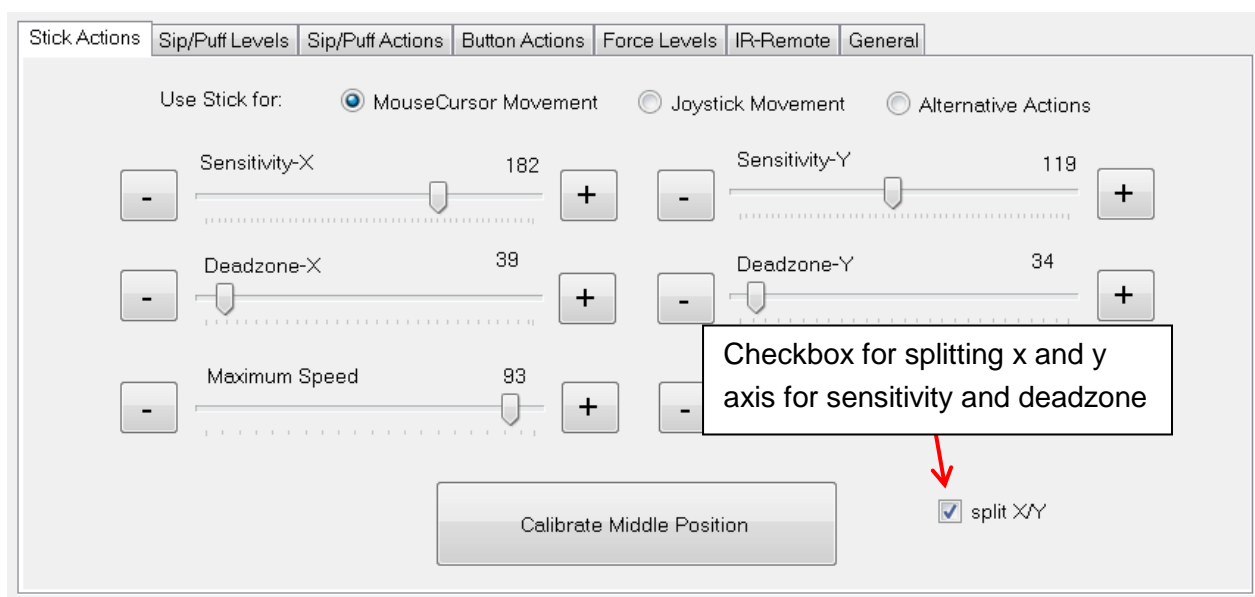 Stick Actions Sip/Puff Levels Sip/Puff Actions Button Actions Force Levels IR-Remote General
Use Stick for: MouseCursor Movement Joystick Movement Alternative Actions
Sensitivity-X 182 Sensitivity-Y 119
- + - +
Deadzone-X 39 Deadzone-Y 34
- + - +
Maximum Speed 93
- + -
Checkbox for splitting x and y
axis for sensitivity and deadzone
Calibrate Middle Position
split X/Y